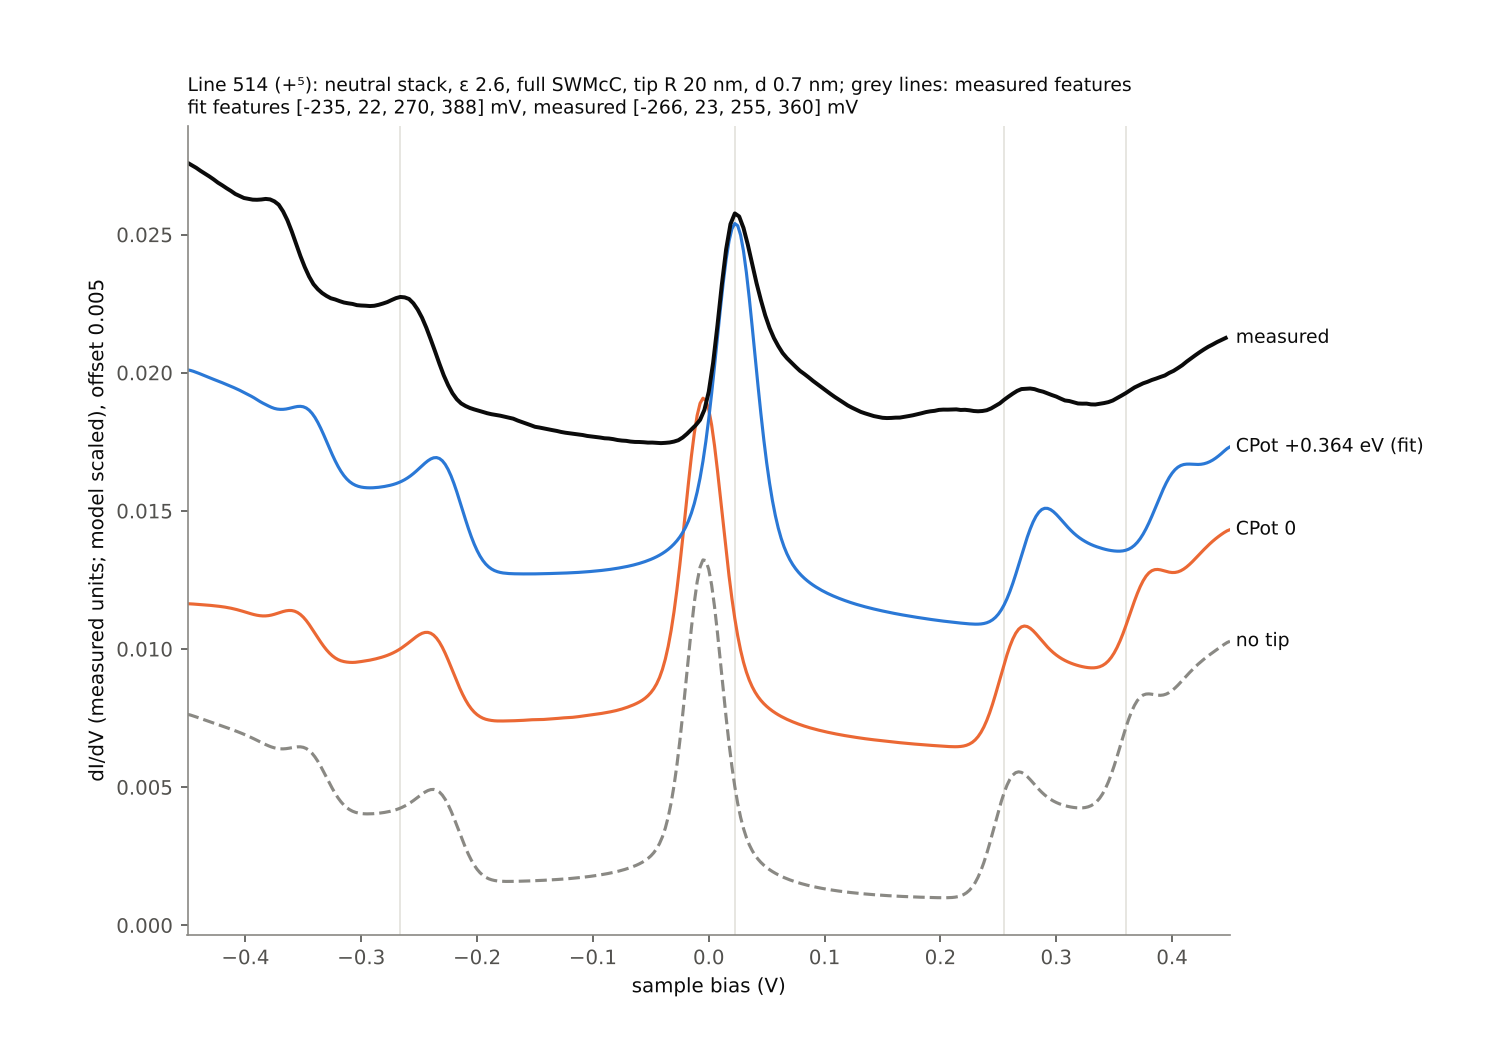 Line 514 (+⁵): neutral stack, ε 2.6, full SWMcC, tip R 20 nm, d 0.7 nm; grey lines: measured features
fit features [-235, 22, 270, 388] mV, measured [-266, 23, 255, 360] mV
dI/dV (measured units; model scaled), offset 0.005
0.025
0.020
0.015
0.010
0.005
0.000
measured
CPot +0.364 eV (fit)
CPot 0
no tip
−0.4
−0.3
−0.2
−0.1
0.0
0.1
0.2
0.3
0.4
sample bias (V)